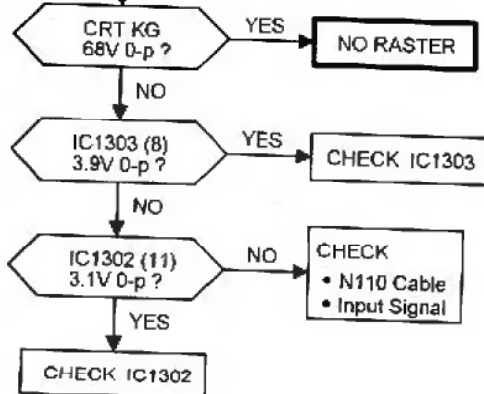 CRT KG
68V 0-p ?
YES
NO RASTER
NO
IC1303 (8)
3.9V 0-p ?
YES
CHECK IC1303
NO
IC1302 (11)
3.1V 0-p ?
NO
CHECK
• N110 Cable
• Input Signal
YES
CHECK IC1302